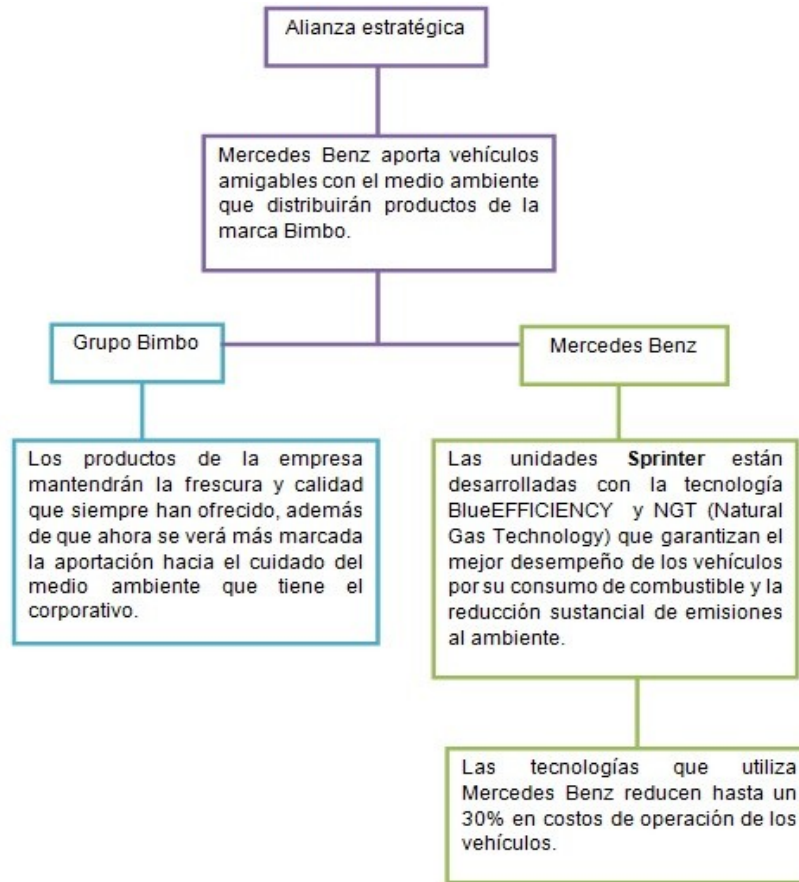 Alianza estratégica
Mercedes Benz aporta vehículos
amigables con el medio ambiente
que distribuirán productos de la
marca Bimbo.
Grupo Bimbo
Mercedes Benz
Los productos de la empresa
mantendrán la frescura y calidad
que siempre han ofrecido, además
de que ahora se verá más marcada
la aportación hacia el cuidado del
medio ambiente que tiene el
corporativo.
Las unidades Sprinter están
desarrolladas con la tecnología
BlueEFFICIENCY y NGT (Natural
Gas Technology) que garantizan el
mejor desempeño de los vehículos
por su consumo de combustible y la
reducción sustancial de emisiones
al ambiente.
Las tecnologías que utiliza
Mercedes Benz reducen hasta un
30% en costos de operación de los
vehículos.